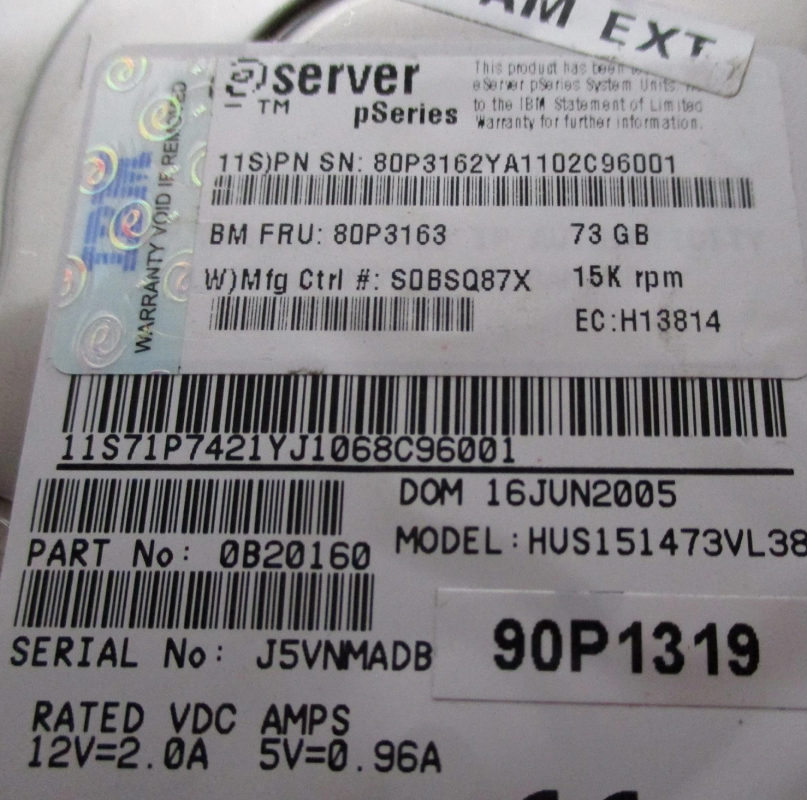 AM EXT
WARRANTY VOID IF REMOVED
IBM
server
TM
pSeries
This product has been
eServer pSeries System Units.
to the IBM Statement of Limited
Warranty for further information.
11S)PN SN: 80P3162YA1102C96001
BM FRU: 80P3163
73 GB
W)Mfg Ctrl #: S0BSQ87X
15K rpm
EC:H13814
11S71P7421YJ1068C96001
DOM 16JUN2005
PART No: 0B20160
MODEL:HUS151473VL38
SERIAL No: J5VNMADB
90P1319
RATED VDC AMPS
12V=2.0A 5V=0.96A